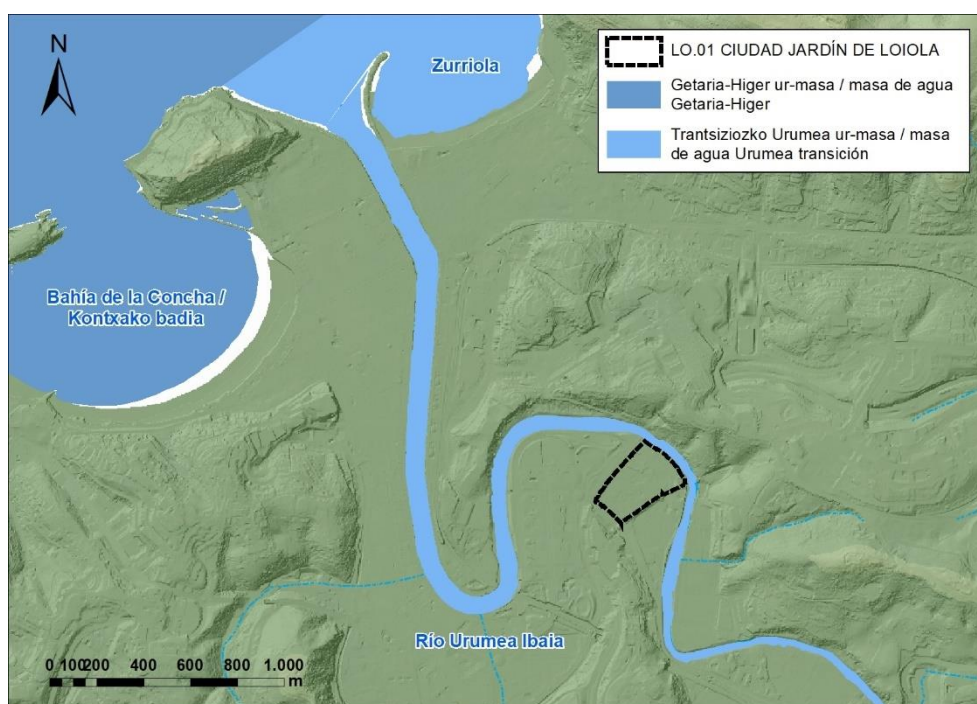 N
Zurriola
LO.01 CIUDAD JARDÍN DE LOIOLA
Getaria-Higer ur-masa / masa de agua
Getaria-Higer
Trantsiziozko Urumea ur-masa / masa
de agua Urumea transición
Bahía de la Concha /
Kontxako badia
Río Urumea Ibaia
0 100200 400 600 800 1.000
m